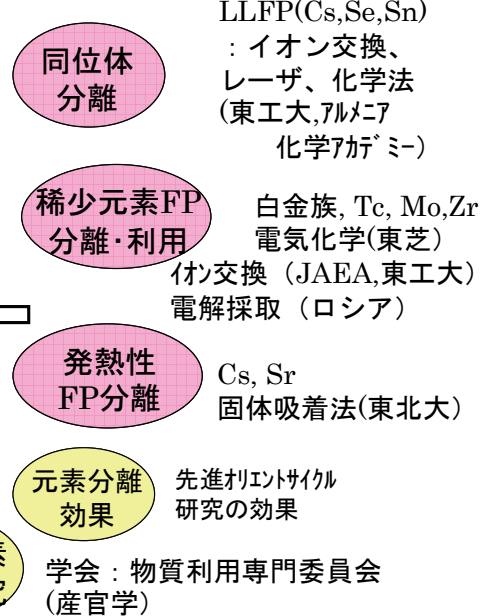 LLFP(Cs,Se,Sn)
同位体
分離
：イオン交換、
レーザ、化学法
(東工大,ｱﾙﾒﾆｱ
化学ｱｶﾃﾞﾐｰ)
稀少元素FP
分離・利用
白金族, Tc, Mo,Zr
電気化学(東芝)
ｲｵﾝ交換（JAEA,東工大)
電解採取（ロシア）
発熱性
FP分離
Cs, Sr
固体吸着法(東北大)
元素分離
効果
先進ｵﾘｴﾝﾄｻｲｸﾙ
研究の効果
素
学会：物質利用専門委員会
(産官学)